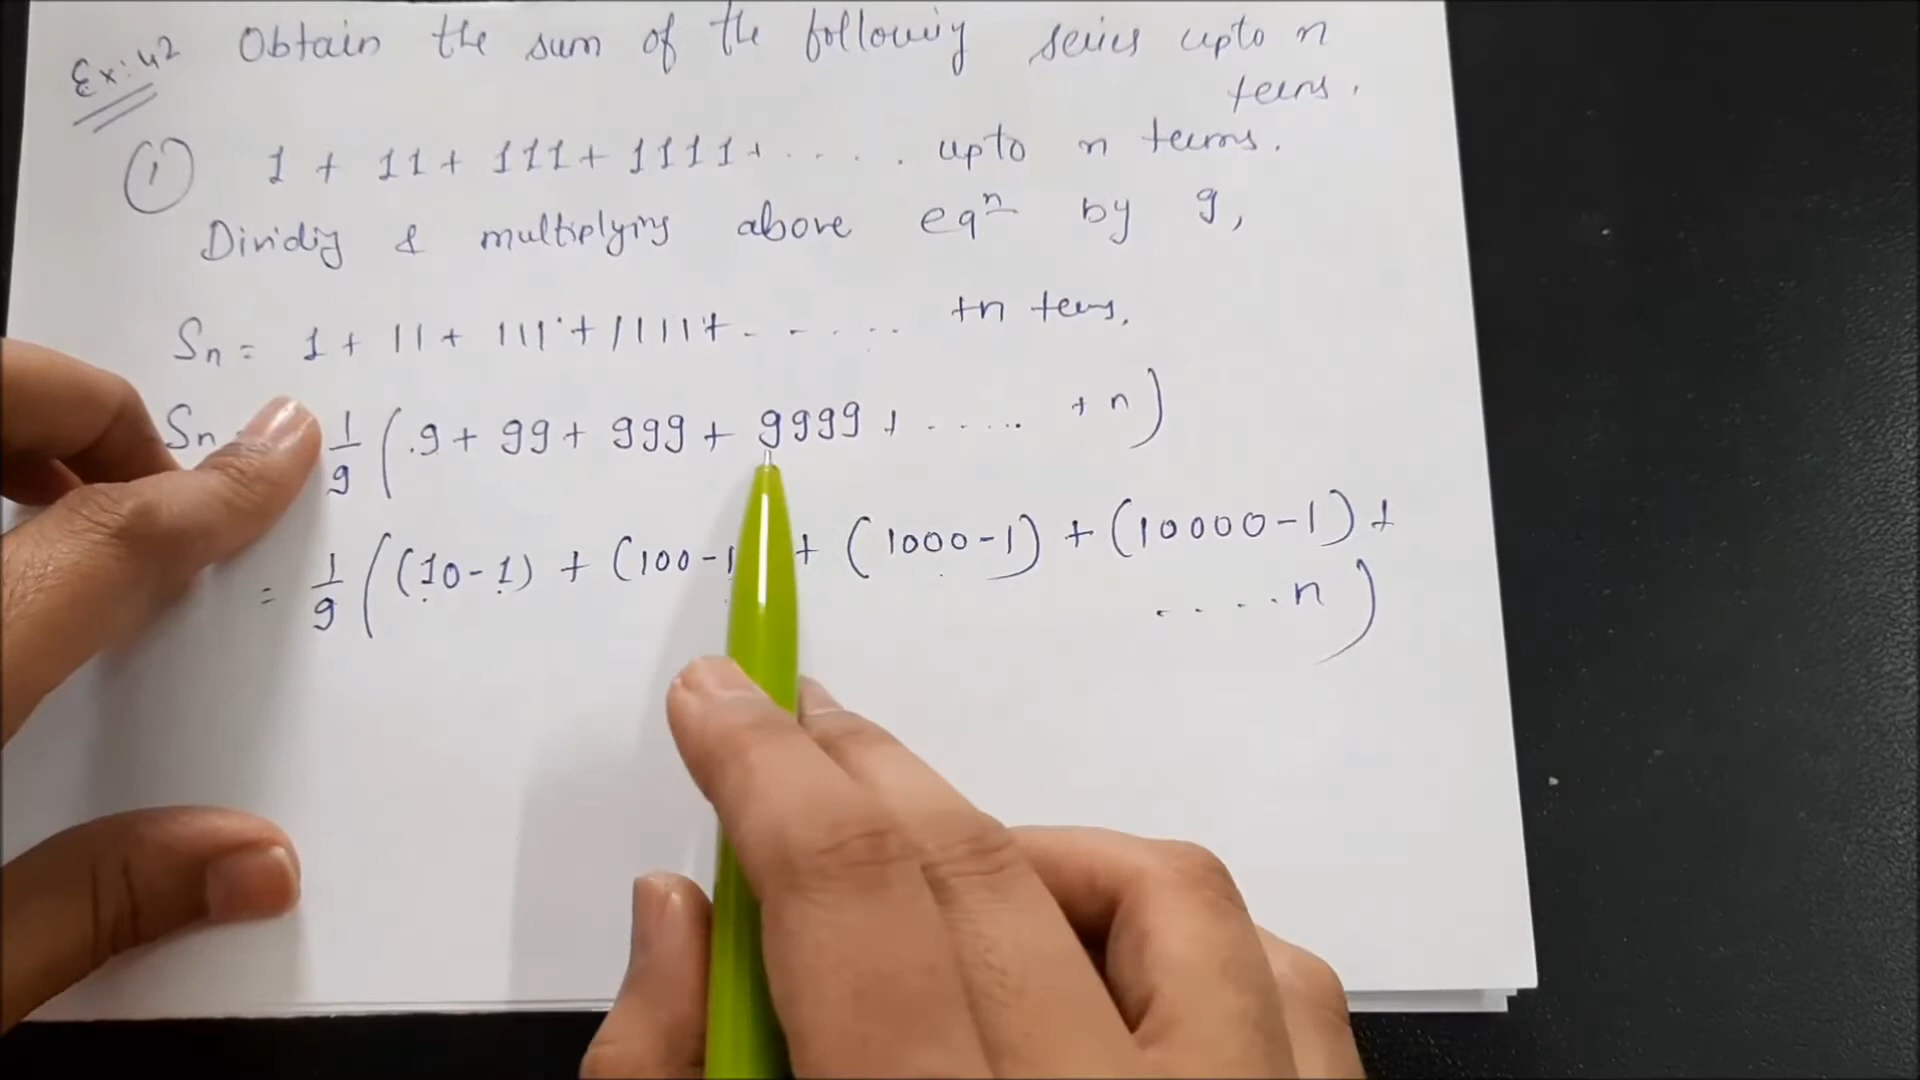 Ex:42 Obtain the sum of the following series upto n
terms.
① 1 + 11 + 111 + 1111 + ..... upto n terms.
Dividig & multiplying above eqⁿ by 9,
Sn = 1 + 11 + 111 + 1111 + ...... +n terms.
Sn 1/9 (9 + 99 + 999 + 9999 + ..... + n)
= 1/9 ((10-1) + (100-1 + (1000-1) + (10000-1) +
....n)